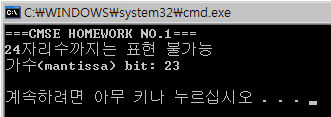 C:₩WINDOWS₩system32₩cmd.exe
===CMSE HOMEWORK NO.1===
24자리수까지는 표현 불가능
가수(mantissa) bit: 23
계속하려면 아무 키나 누르십시오 . . . _